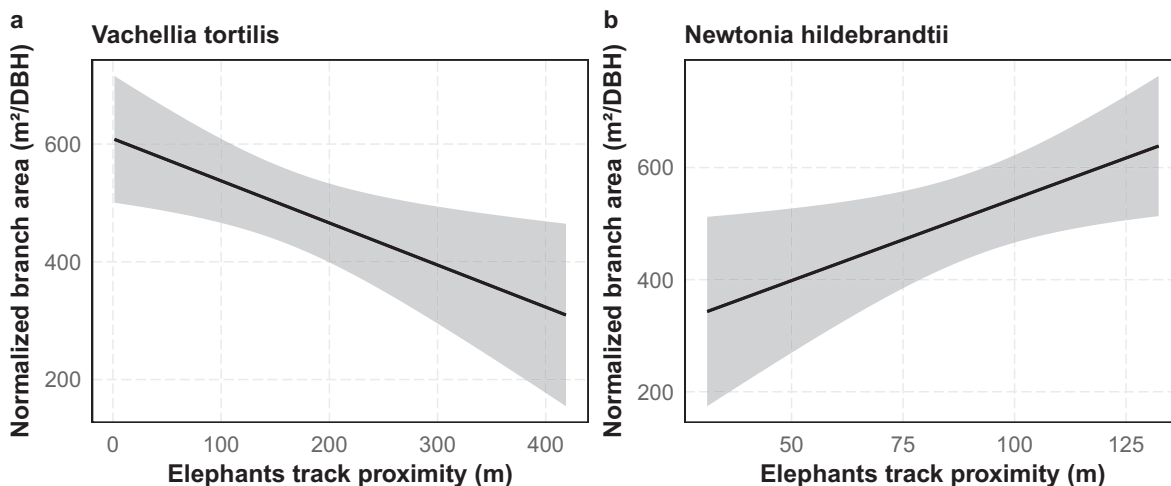 a
Vachellia tortilis
Normalized branch area (m²/DBH)
600
400
200
0 100 200 300 400
Elephants track proximity (m)
b
Newtonia hildebrandtii
Normalized branch area (m²/DBH)
600
400
200
50 75 100 125
Elephants track proximity (m)